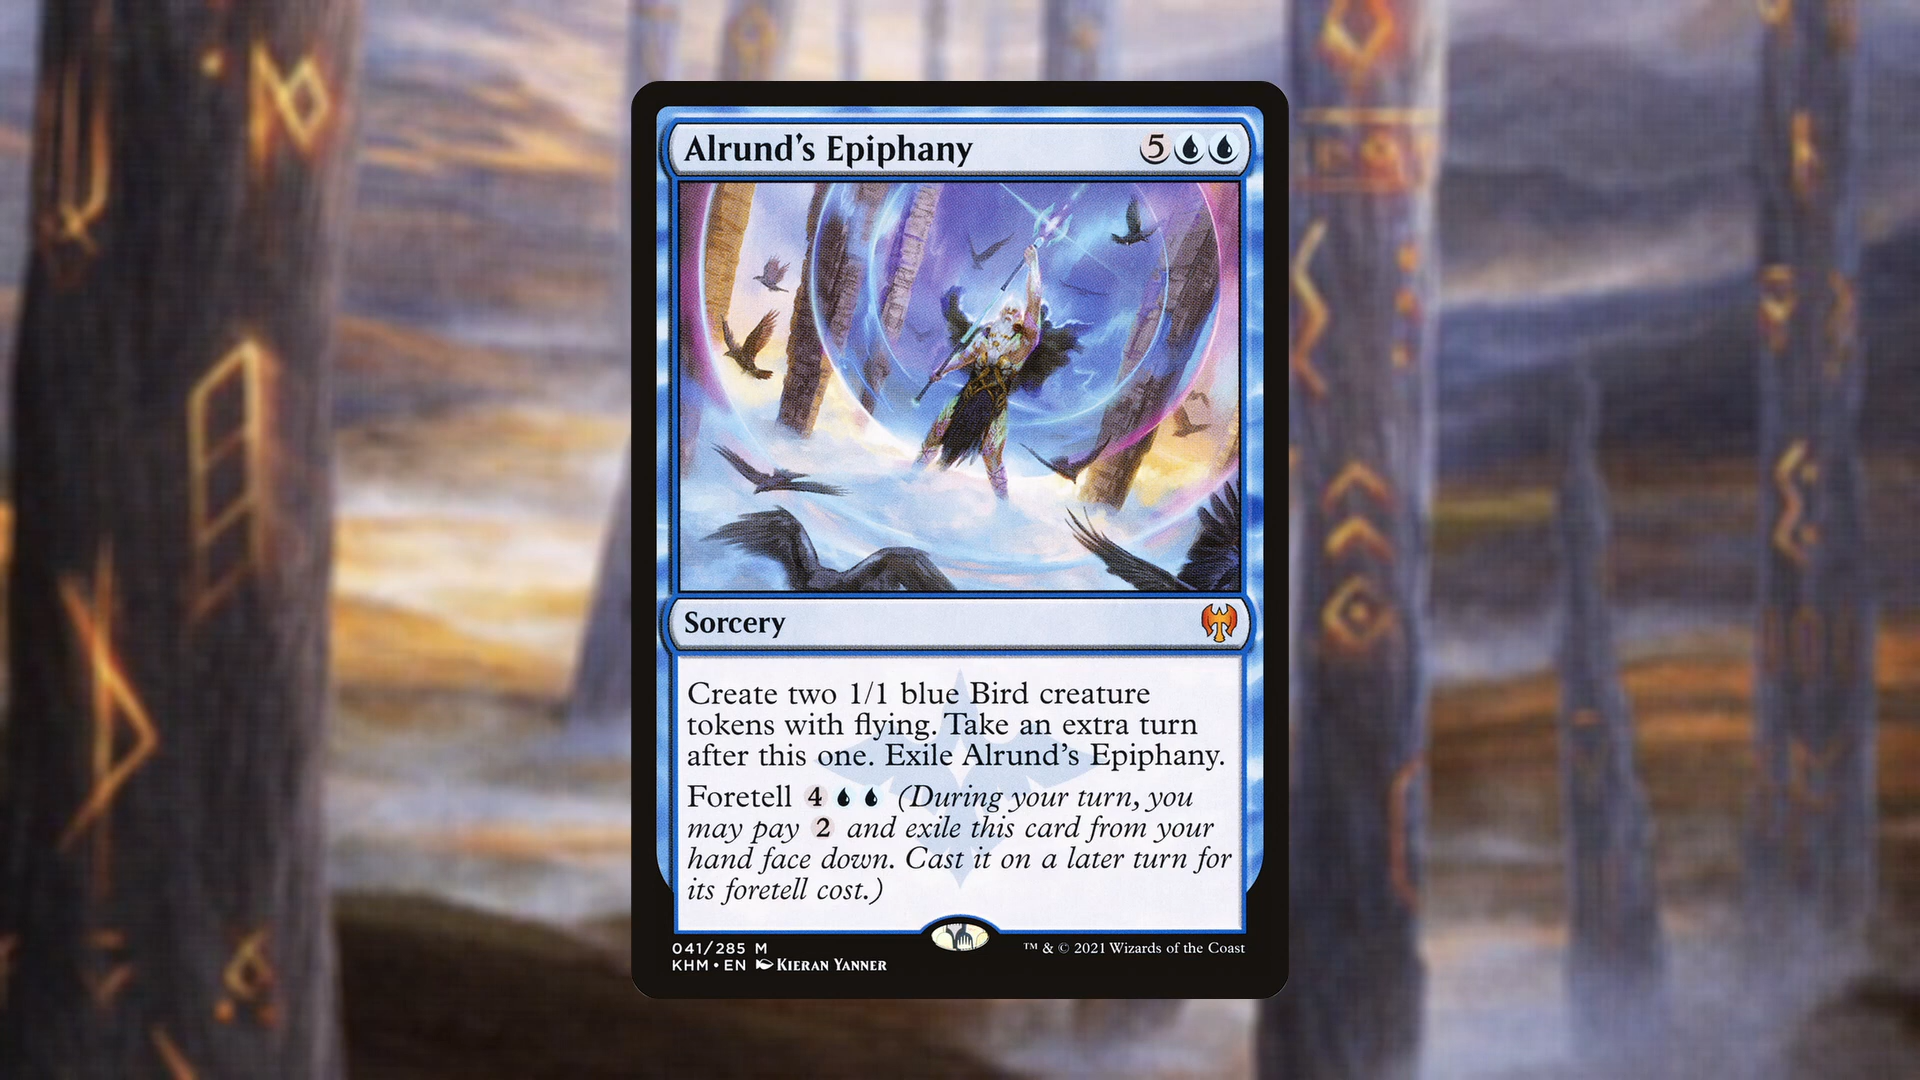 Alrund's Epiphany 5
Sorcery
Create two 1/1 blue Bird creature
tokens with flying. Take an extra turn
after this one. Exile Alrund's Epiphany.
Foretell 4 (During your turn, you
may pay 2 and exile this card from your
hand face down. Cast it on a later turn for
its foretell cost.)
041/285 M
KHM • EN KIERAN YANNER
™ & © 2021 Wizards of the Coast